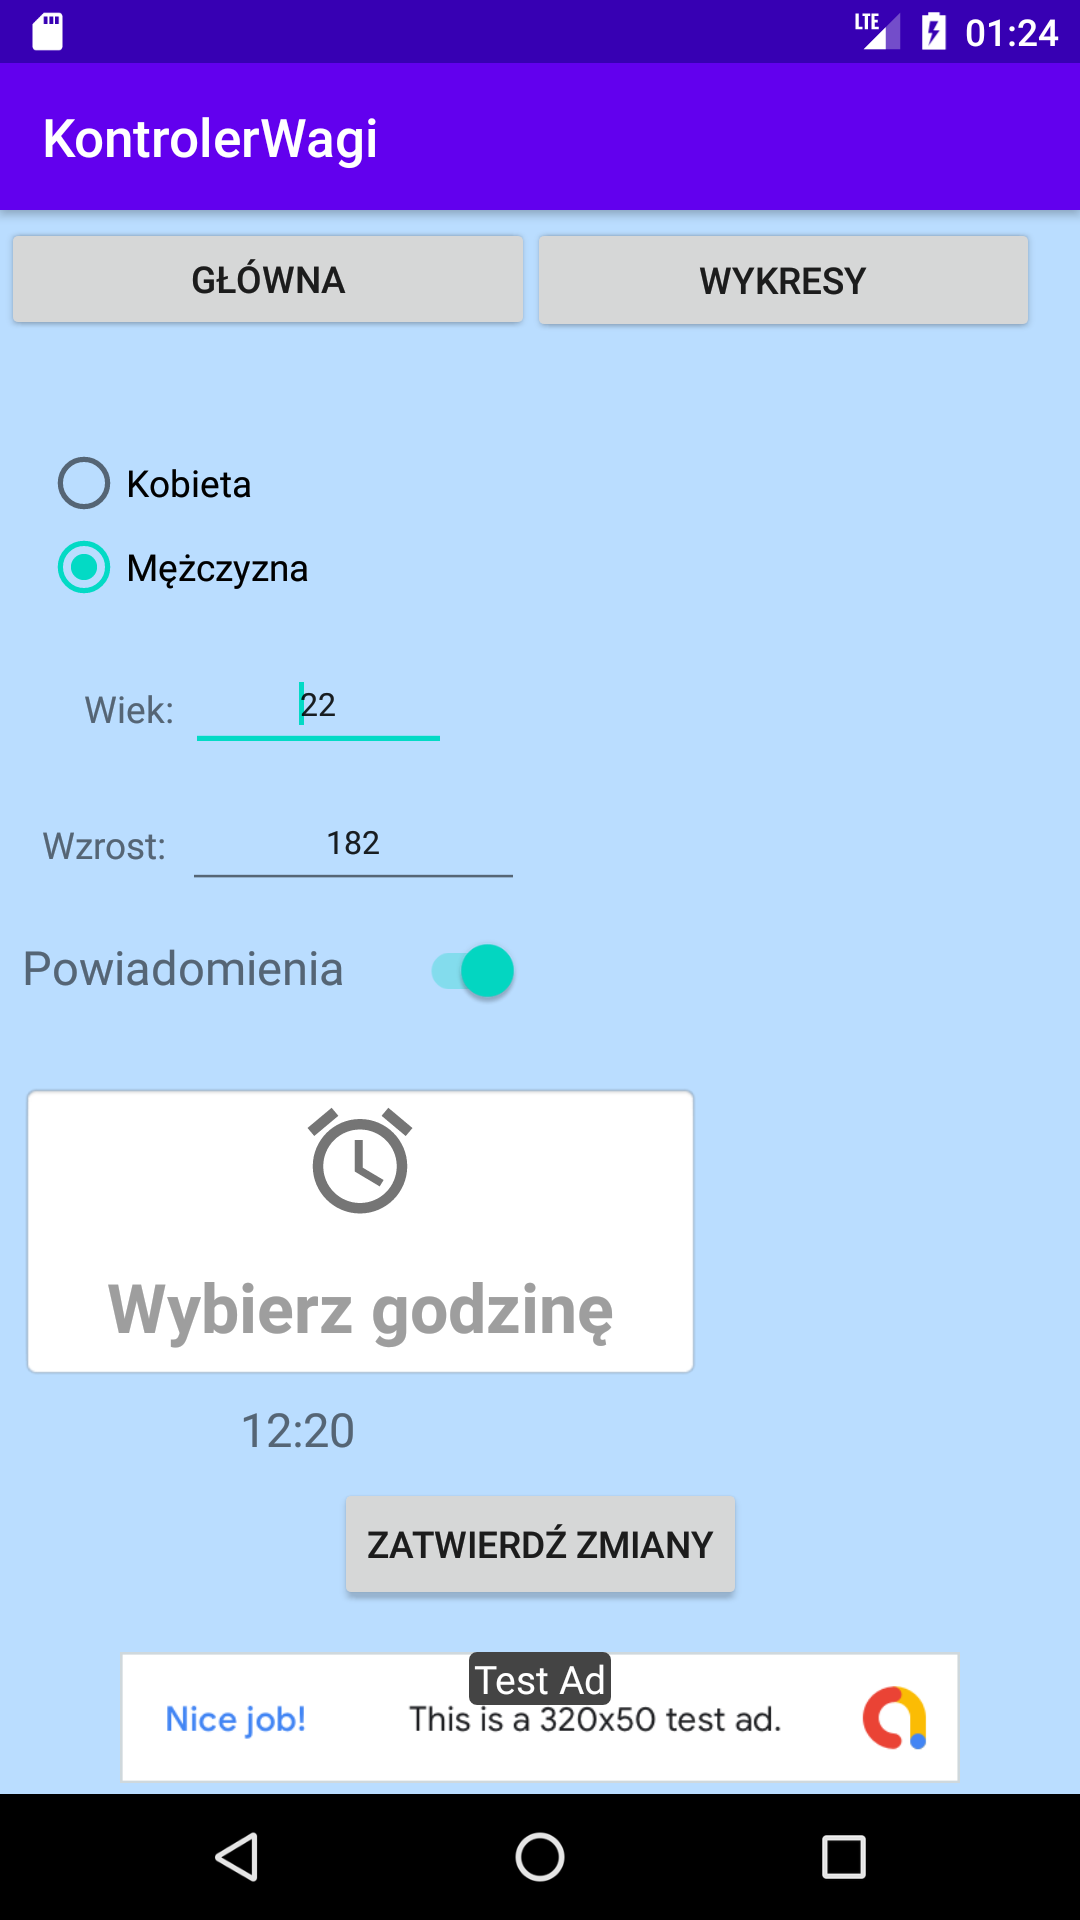 LTE 01:24
KontrolerWagi
GŁÓWNA WYKRESY
Kobieta
Mężczyzna
Wiek: 22
Wzrost: 182
Powiadomienia
Wybierz godzinę
12:20
ZATWIERDŹ ZMIANY
Test Ad
Nice job! This is a 320x50 test ad.